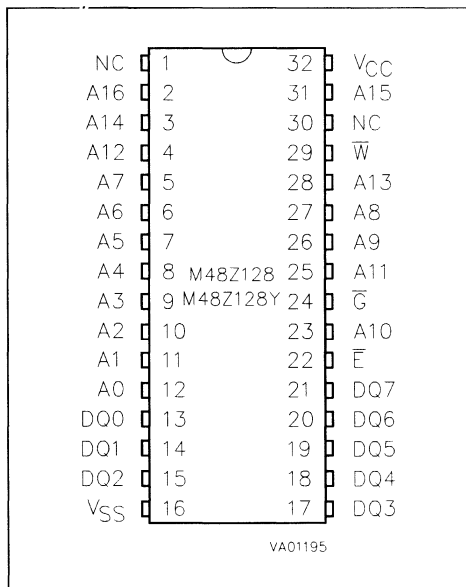 NC 1 32 VCC
A16 2 31 A15
A14 3 30 NC
A12 4 29 W̅
A7 5 28 A13
A6 6 27 A8
A5 7 26 A9
A4 8 M48Z128 25 A11
A3 9 M48Z128Y 24 G̅
A2 10 23 A10
A1 11 22 E̅
A0 12 21 DQ7
DQ0 13 20 DQ6
DQ1 14 19 DQ5
DQ2 15 18 DQ4
VSS 16 17 DQ3
VA01195